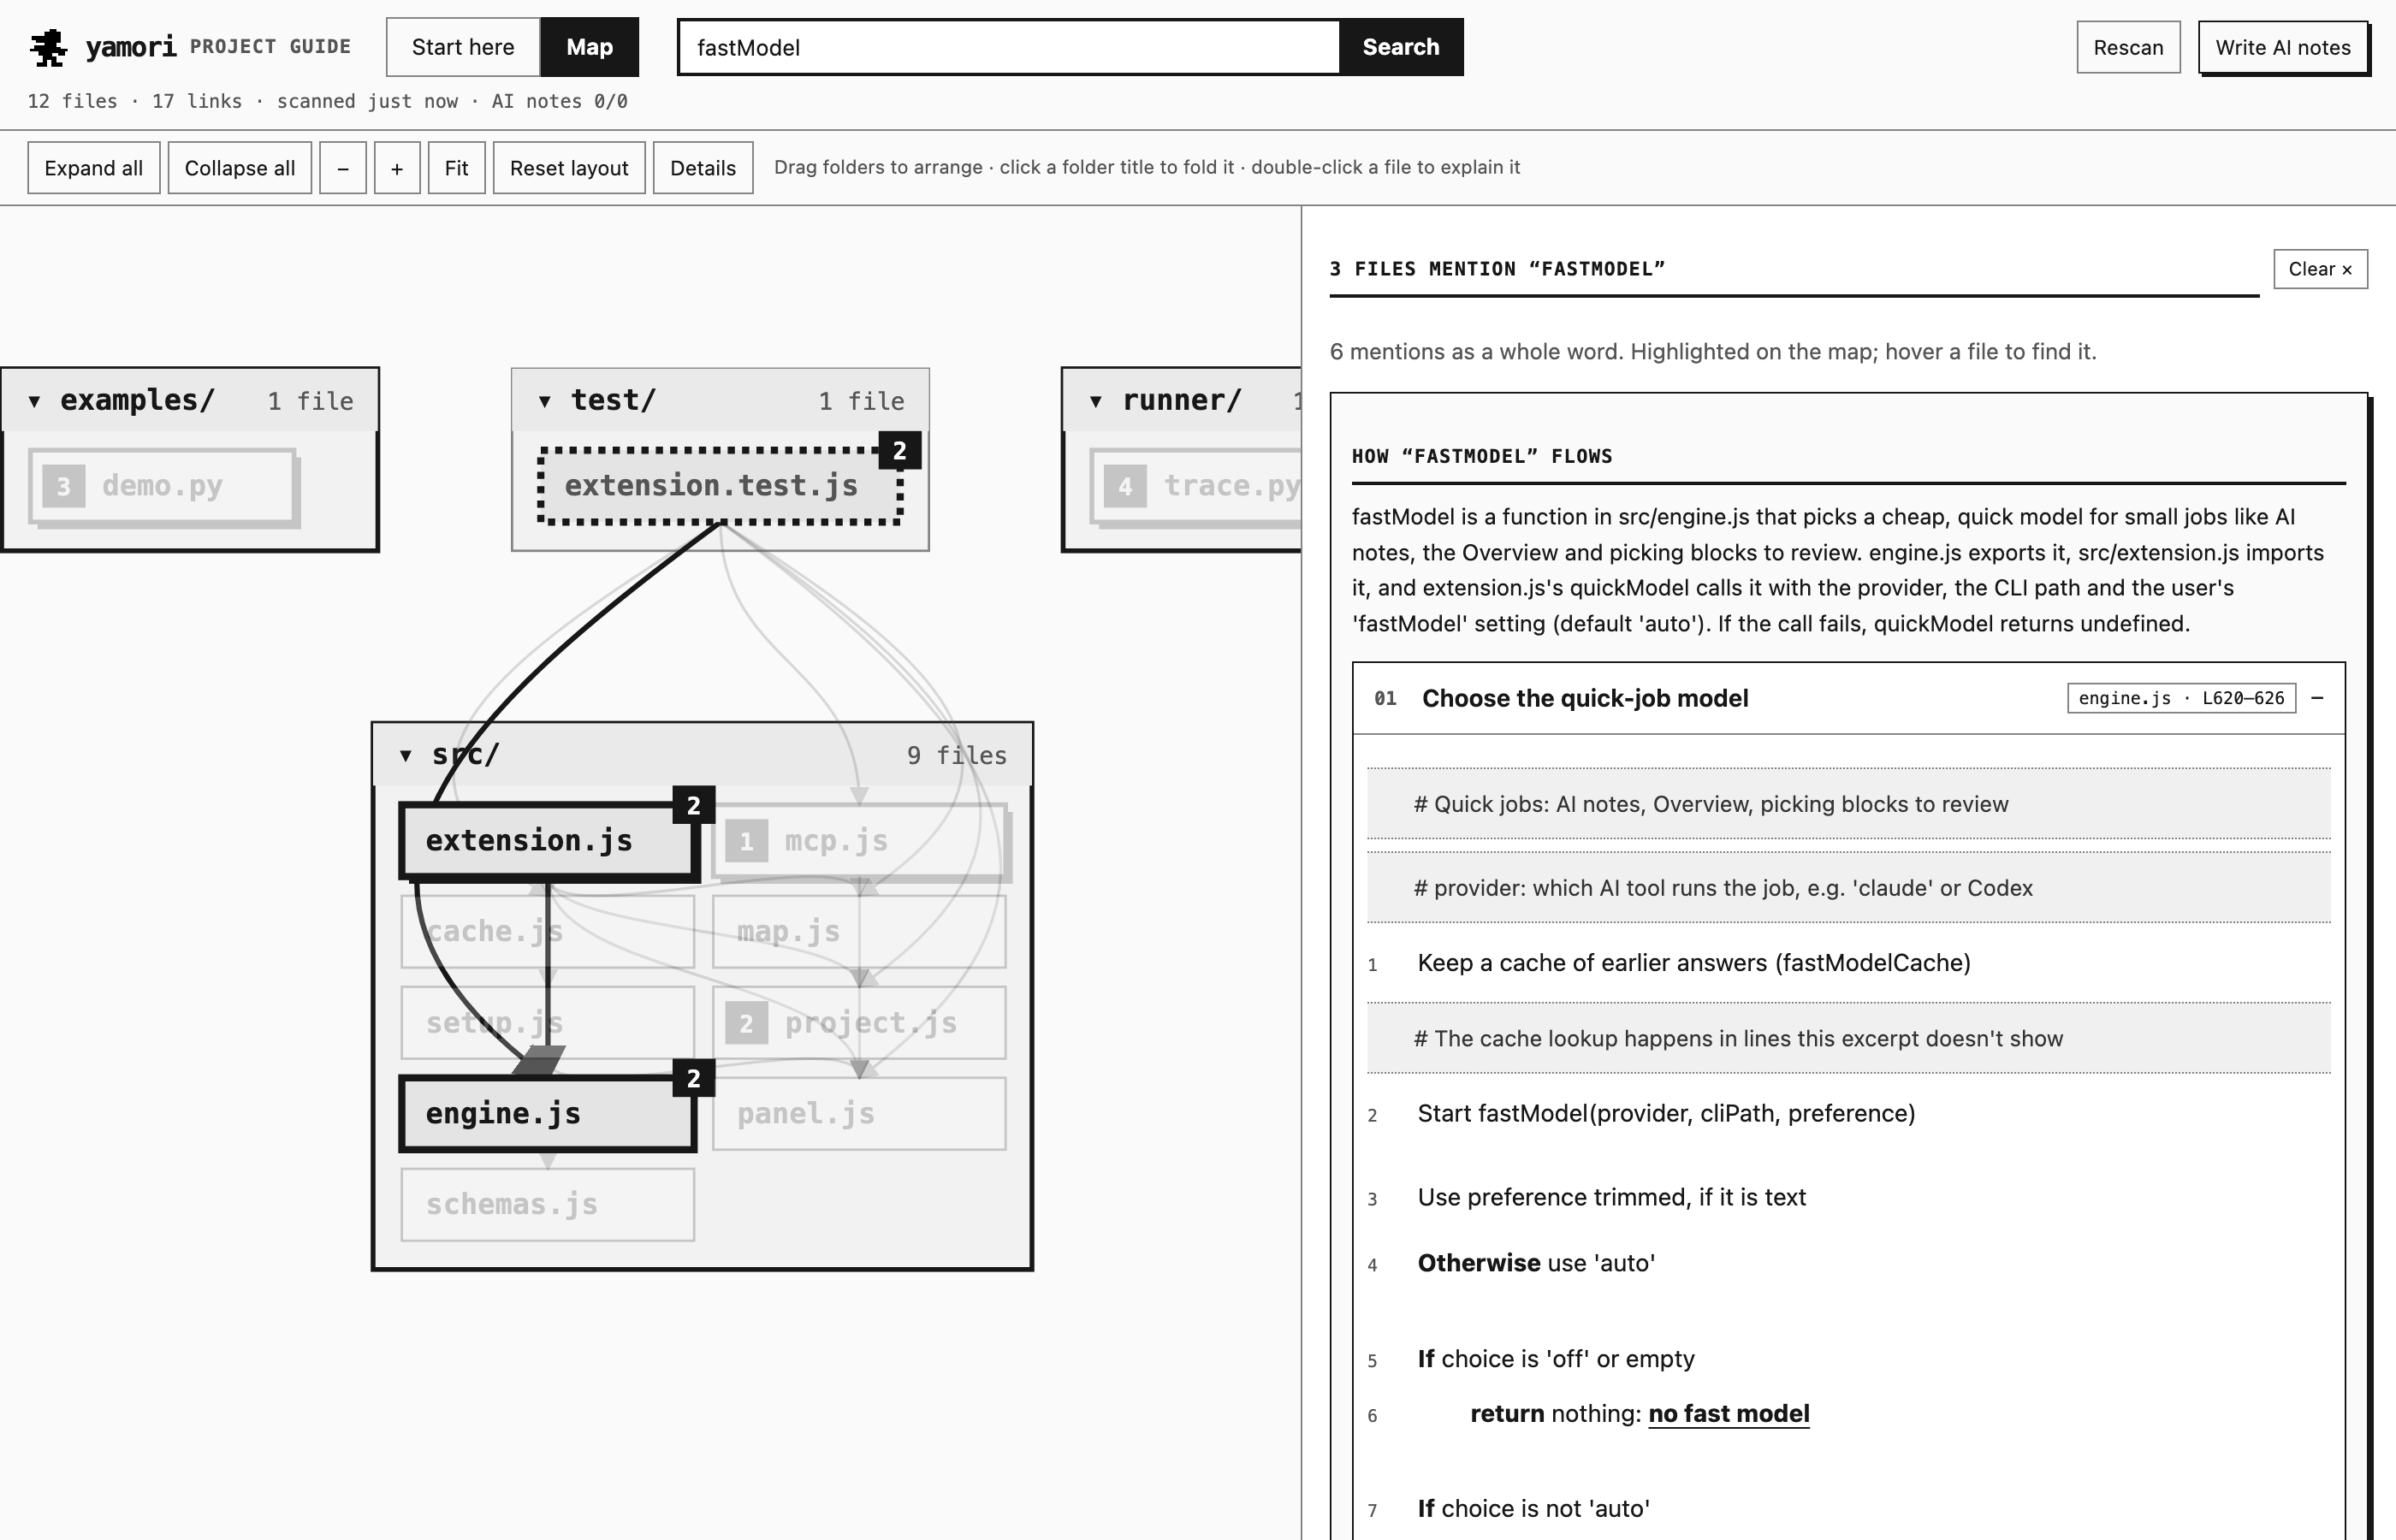 yamori PROJECT GUIDE
Start here
Map
fastModel
Search
Rescan
Write AI notes
12 files · 17 links · scanned just now · AI notes 0/0
Expand all
Collapse all
−
+
Fit
Reset layout
Details
Drag folders to arrange · click a folder title to fold it · double-click a file to explain it
▼ examples/ 1 file
3 demo.py
▼ test/ 1 file
2
extension.test.js
▼ runner/ 1
4 trace.py
▼ src/ 9 files
2
extension.js
1 mcp.js
cache.js
map.js
setup.js
2 project.js
2
engine.js
panel.js
schemas.js
3 FILES MENTION “FASTMODEL”
Clear ×
6 mentions as a whole word. Highlighted on the map; hover a file to find it.
HOW “FASTMODEL” FLOWS
fastModel is a function in src/engine.js that picks a cheap, quick model for small jobs like AI
notes, the Overview and picking blocks to review. engine.js exports it, src/extension.js imports
it, and extension.js's quickModel calls it with the provider, the CLI path and the user's
'fastModel' setting (default 'auto'). If the call fails, quickModel returns undefined.
01 Choose the quick-job model
engine.js · L620–626 −
# Quick jobs: AI notes, Overview, picking blocks to review
# provider: which AI tool runs the job, e.g. 'claude' or Codex
1 Keep a cache of earlier answers (fastModelCache)
# The cache lookup happens in lines this excerpt doesn't show
2 Start fastModel(provider, cliPath, preference)
3 Use preference trimmed, if it is text
4 Otherwise use 'auto'
5 If choice is 'off' or empty
6 return nothing: no fast model
7 If choice is not 'auto'